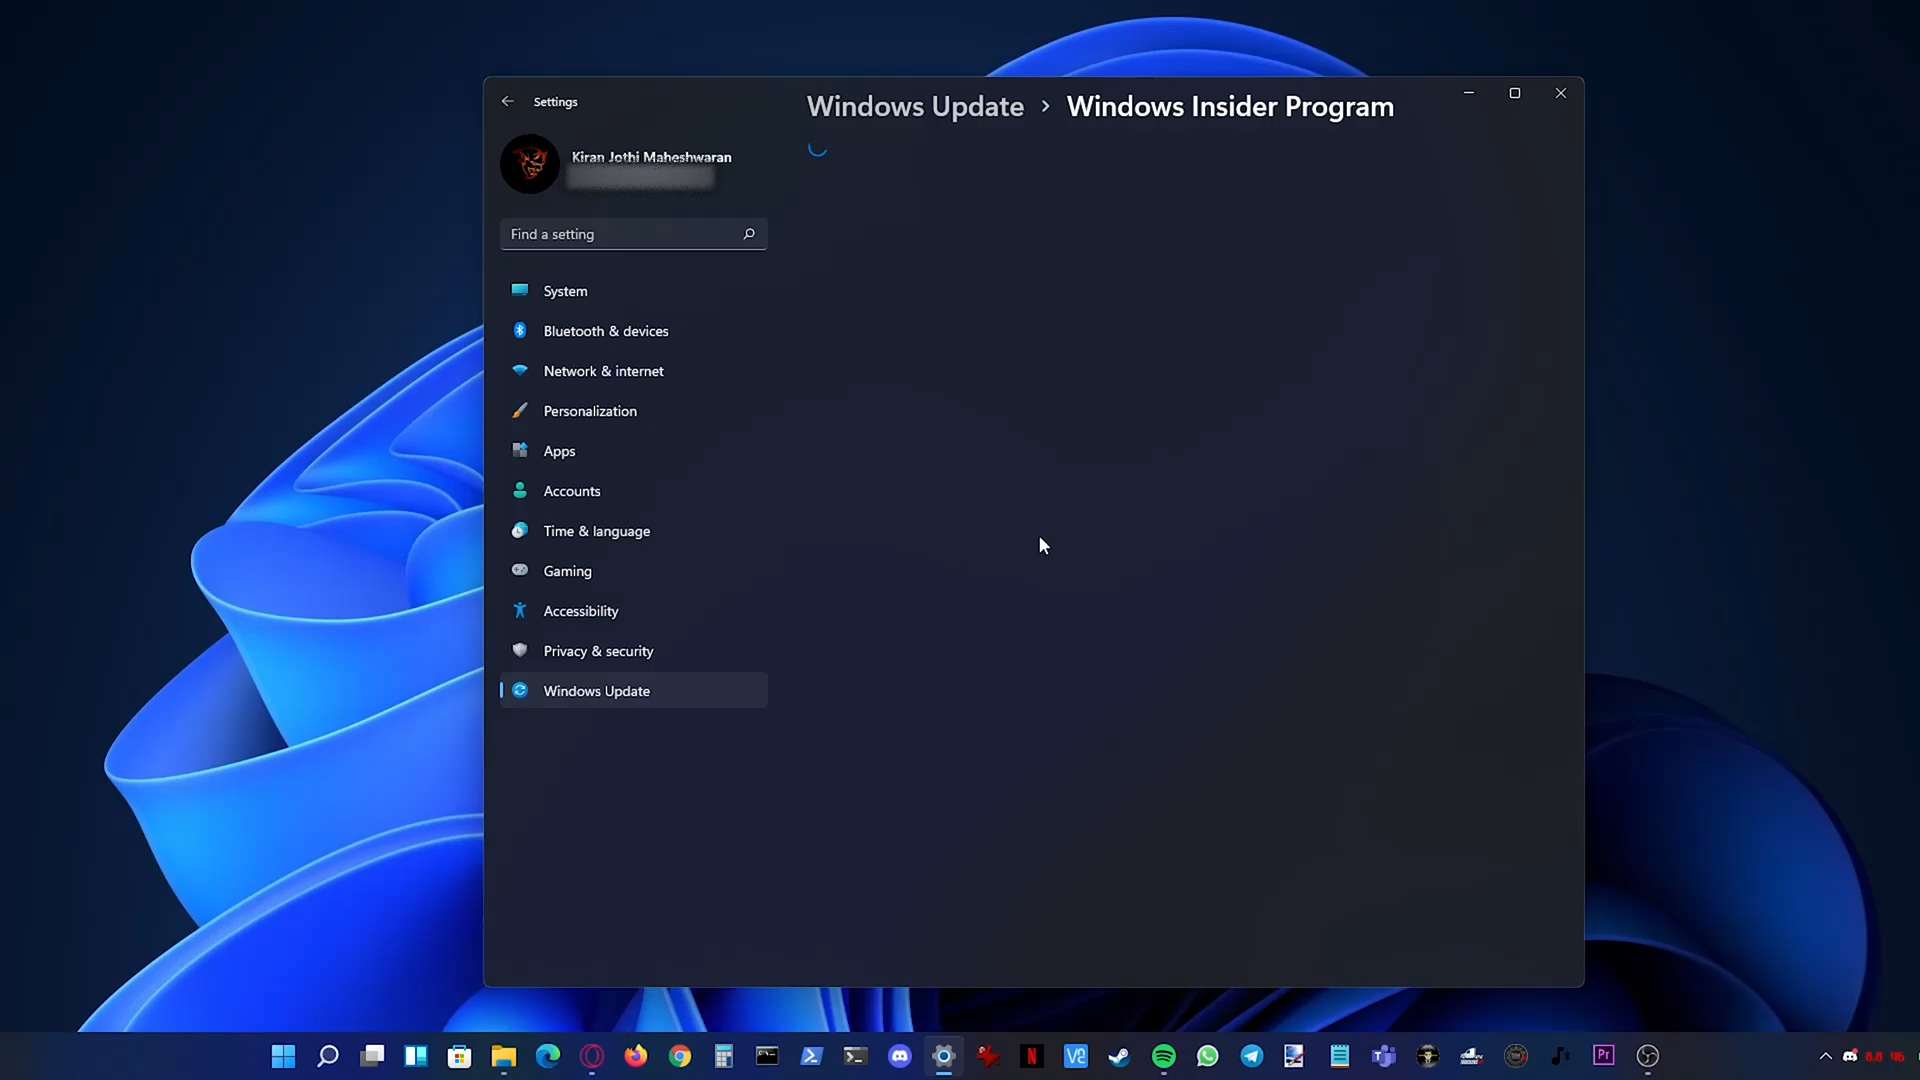 Settings
Windows Update > Windows Insider Program
Kiran Jothi Maheshwaran
Find a setting
System
Bluetooth & devices
Network & internet
Personalization
Apps
Accounts
Time & language
Gaming
Accessibility
Privacy & security
Windows Update
N
Pr